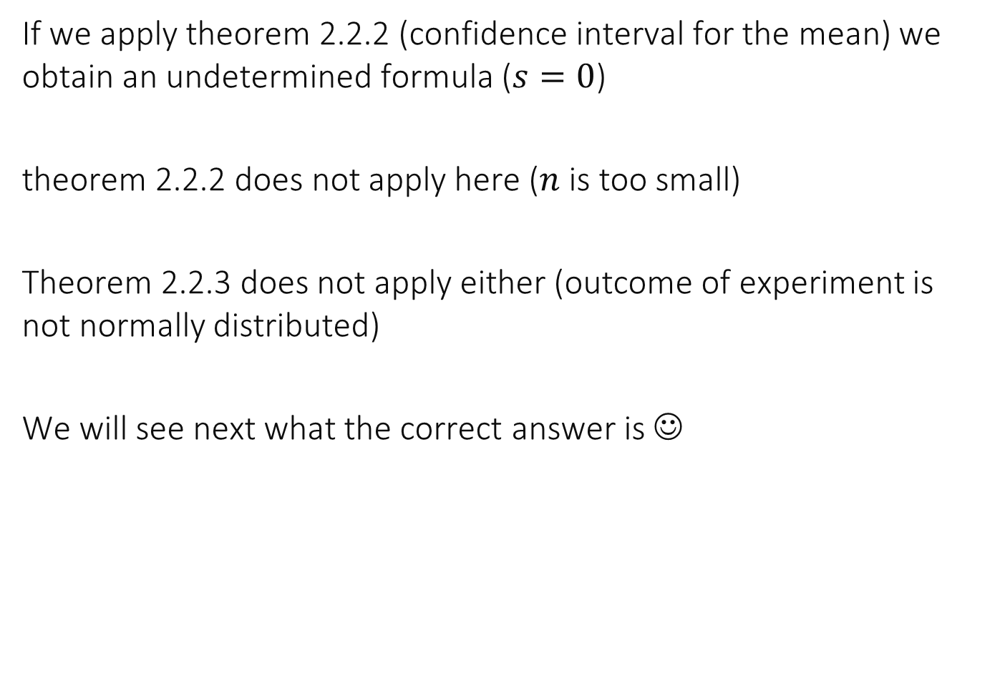 If we apply theorem 2.2.2 (confidence interval for the mean) we
obtain an undetermined formula (s = 0)
theorem 2.2.2 does not apply here (n is too small)
Theorem 2.2.3 does not apply either (outcome of experiment is
not normally distributed)
We will see next what the correct answer is ☺